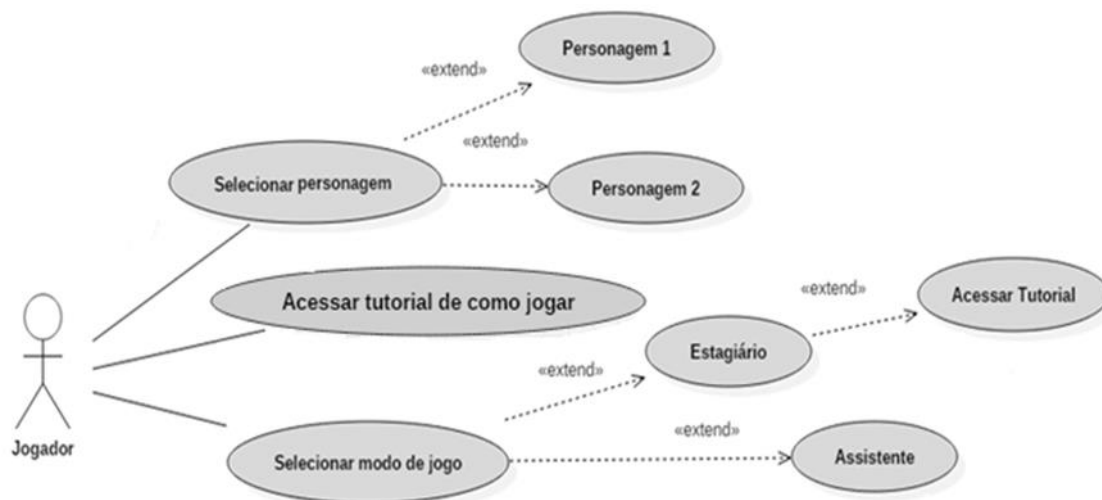 Personagem 1
«extend»
«extend»
Selecionar personagem
Personagem 2
Acessar tutorial de como jogar
«extend»
Acessar Tutorial
Estagiário
«extend»
«extend»
Jogador
Selecionar modo de jogo
Assistente